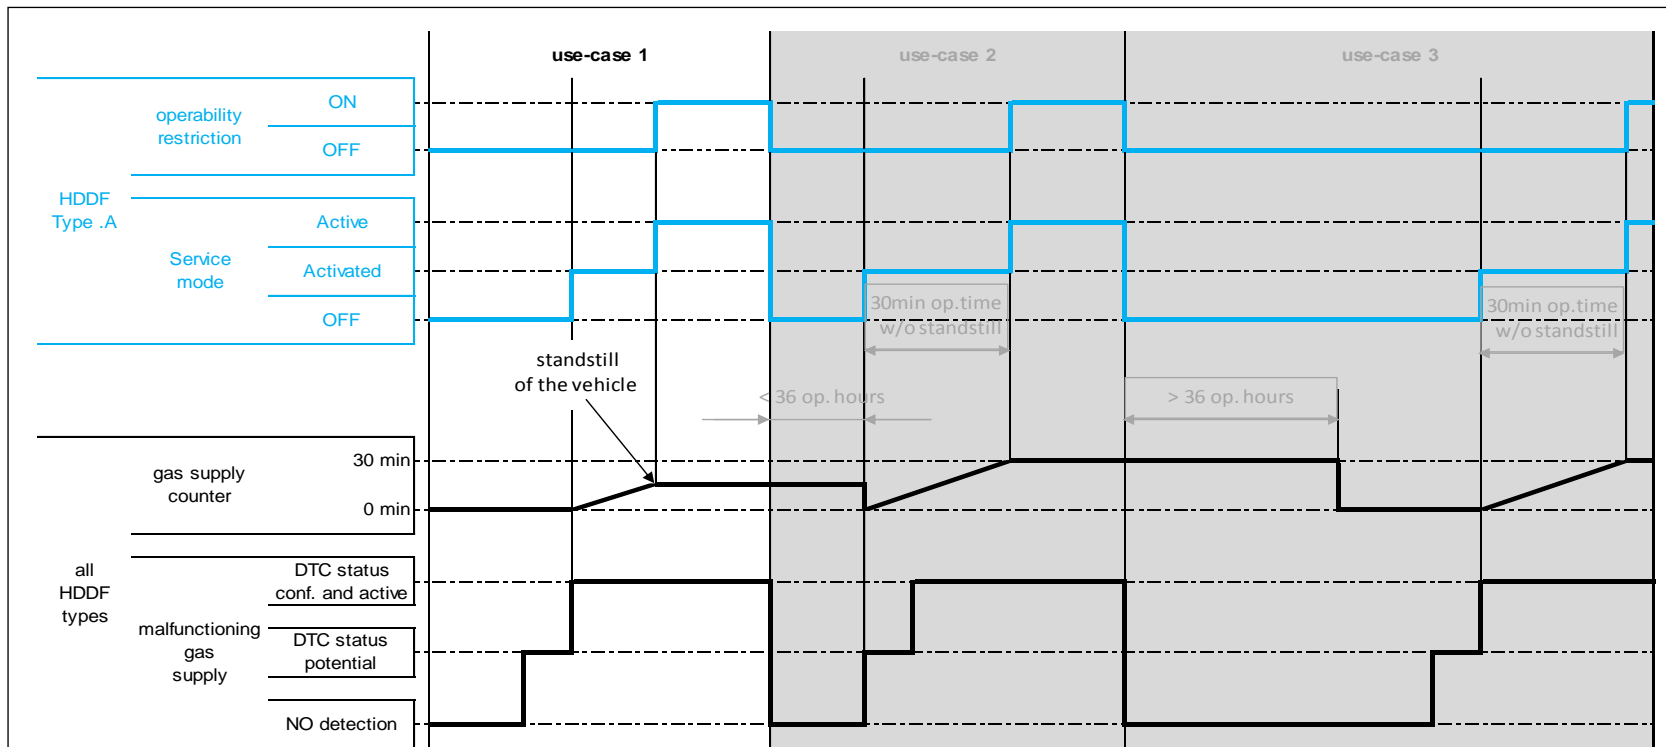 use-case 1
use-case 2
use-case 3
HDDF
Type .A
operability
restriction
ON
OFF
Service
mode
Active
Activated
OFF
30min op.time
w/o standstill
30min op.time
w/o standstill
standstill
of the vehicle
< 36 op. hours
> 36 op. hours
all
HDDF
types
gas supply
counter
30 min
0 min
malfunctioning
gas
supply
DTC status
conf. and active
DTC status
potential
NO detection